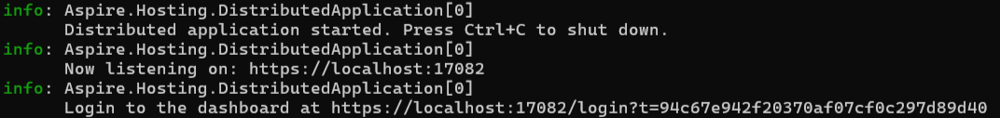 info: Aspire.Hosting.DistributedApplication[0]
Distributed application started. Press Ctrl+C to shut down.
info: Aspire.Hosting.DistributedApplication[0]
Now listening on: https://localhost:17082
info: Aspire.Hosting.DistributedApplication[0]
Login to the dashboard at https://localhost:17082/login?t=94c67e942f20370af07cf0c297d89d40